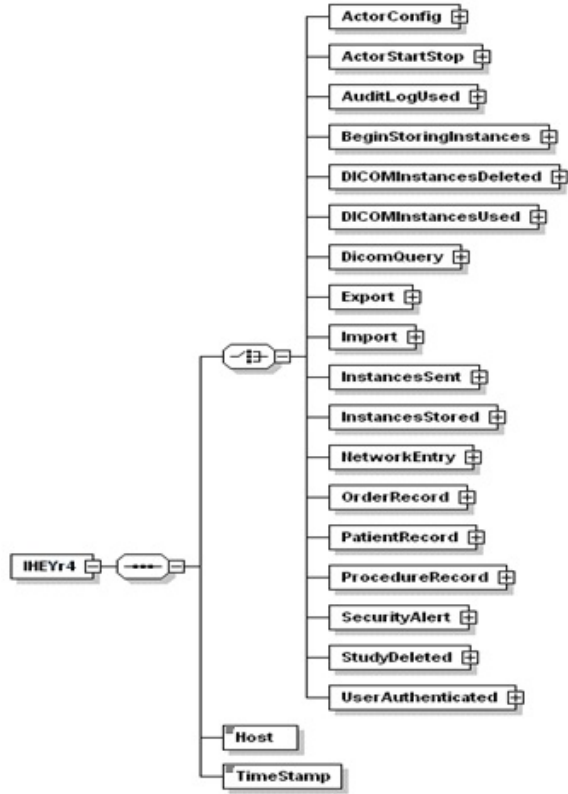 ActorConfig
ActorStartStop
AuditLogUsed
BeginStoringInstances
DICOMInstancesDeleted
DICOMInstancesUsed
DicomQuery
Export
Import
InstancesSent
InstancesStored
NetworkEntry
OrderRecord
IHEYr4
PatientRecord
ProcedureRecord
SecurityAlert
StudyDeleted
UserAuthenticated
Host
TimeStamp